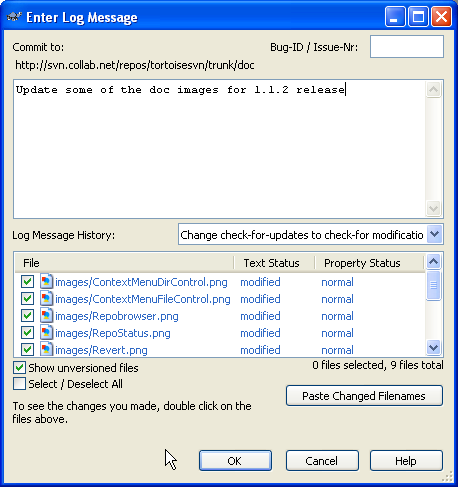 Enter Log Message
Commit to:
Bug-ID / Issue-Nr:
http://svn.collab.net/repos/tortoisesvn/trunk/doc
Update some of the doc images for 1.1.2 release
Log Message History:
Change check-for-updates to check-for modificatio
File Text Status Property Status
images/ContextMenuDirControl.png modified normal
images/ContextMenuFileControl.png modified normal
images/Repobrowser.png modified normal
images/RepoStatus.png modified normal
images/Revert.png modified normal
Show unversioned files
0 files selected, 9 files total
Select / Deselect All
Paste Changed Filenames
To see the changes you made, double click on the
files above.
OK Cancel Help